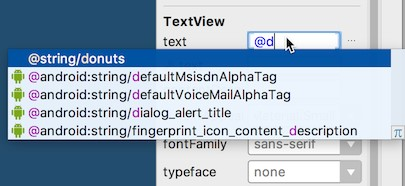 TextView
text @d ...
@string/donuts
@android:string/defaultMsisdnAlphaTag
@android:string/defaultVoiceMailAlphaTag
@android:string/dialog_alert_title
@android:string/fingerprint_icon_content_description
π
fontFamily sans-serif
typeface none